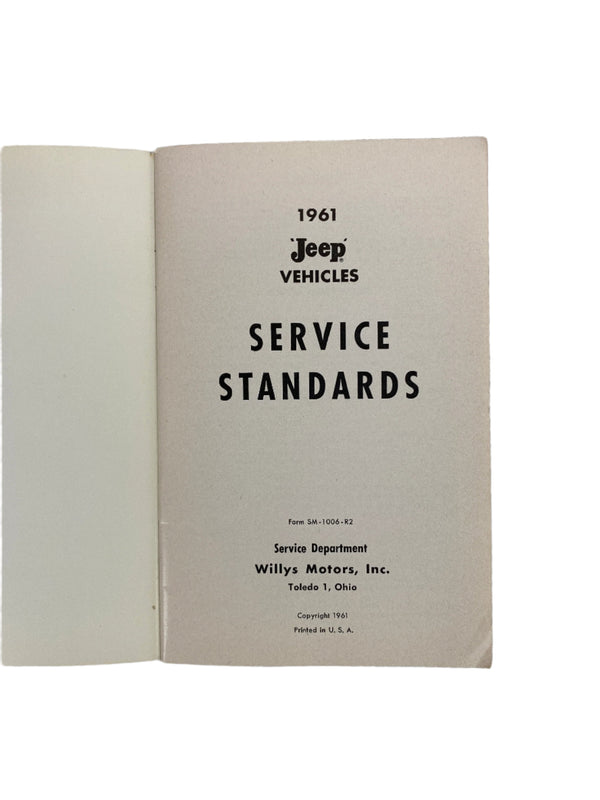 1961
'Jeep'®
VEHICLES
SERVICE
STANDARDS
Form SM-1006-R2
Service Department
Willys Motors, Inc.
Toledo 1, Ohio
Copyright 1961
Printed in U. S. A.